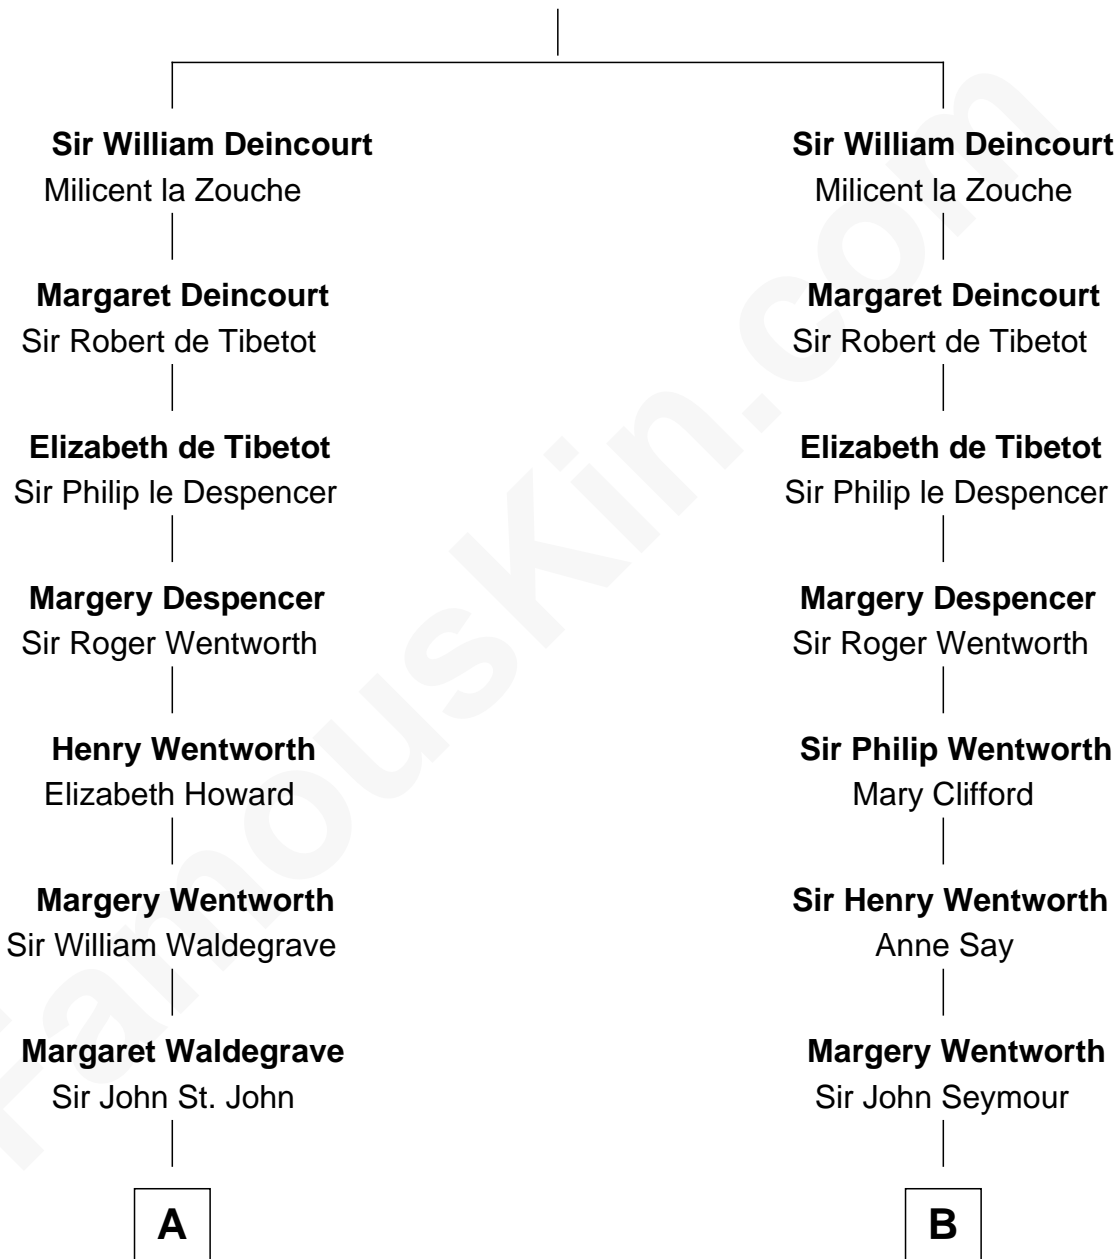 Sir William Deincourt
Milicent la Zouche
Margaret Deincourt
Sir Robert de Tibetot
Elizabeth de Tibetot
Sir Philip le Despencer
Margery Despencer
Sir Roger Wentworth
Henry Wentworth
Elizabeth Howard
Margery Wentworth
Sir William Waldegrave
Margaret Waldegrave
Sir John St. John
A
Sir William Deincourt
Milicent la Zouche
Margaret Deincourt
Sir Robert de Tibetot
Elizabeth de Tibetot
Sir Philip le Despencer
Margery Despencer
Sir Roger Wentworth
Sir Philip Wentworth
Mary Clifford
Sir Henry Wentworth
Anne Say
Margery Wentworth
Sir John Seymour
B
FamousKin.com